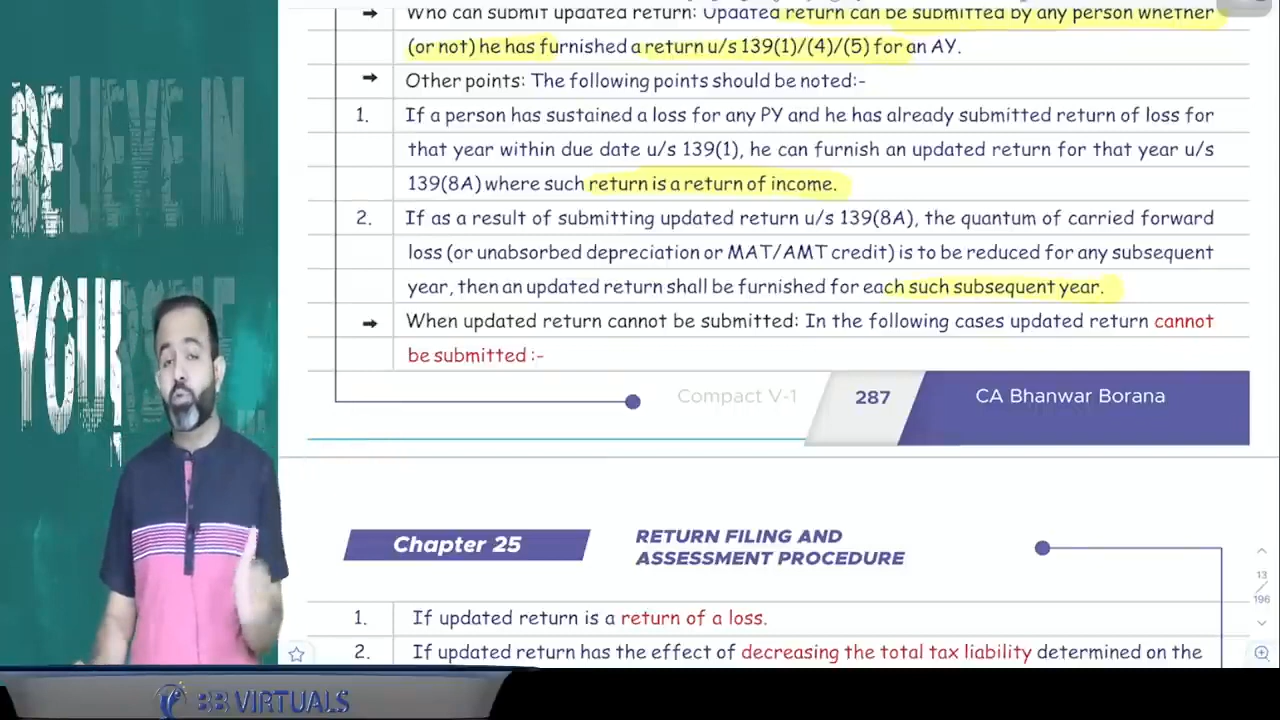 BELIEVE IN
YOURSELF
→ Who can submit updated return: Updated return can be submitted by any person whether
(or not) he has furnished a return u/s 139(1)/(4)/(5) for an AY.
→ Other points: The following points should be noted:-
1. If a person has sustained a loss for any PY and he has already submitted return of loss for
that year within due date u/s 139(1), he can furnish an updated return for that year u/s
139(8A) where such return is a return of income.
2. If as a result of submitting updated return u/s 139(8A), the quantum of carried forward
loss (or unabsorbed depreciation or MAT/AMT credit) is to be reduced for any subsequent
year, then an updated return shall be furnished for each such subsequent year.
→ When updated return cannot be submitted: In the following cases updated return cannot
be submitted :-
Compact V-1 287 CA Bhanwar Borana
Chapter 25
RETURN FILING AND
ASSESSMENT PROCEDURE
13
/
196
1. If updated return is a return of a loss.
2. If updated return has the effect of decreasing the total tax liability determined on the
BB VIRTUALS